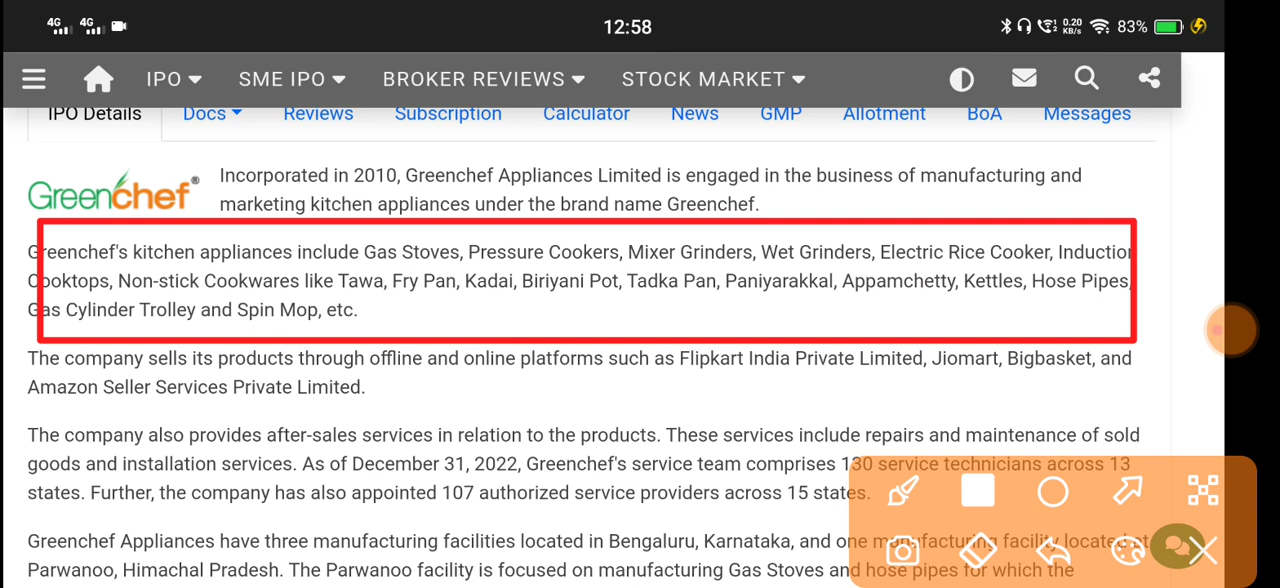 4G 4G 12:58 0.20 KB/s 83%
IPO SME IPO BROKER REVIEWS STOCK MARKET
IPO Details Docs Reviews Subscription Calculator News GMP Allotment BoA Messages
Greenchef® Incorporated in 2010, Greenchef Appliances Limited is engaged in the business of manufacturing and
marketing kitchen appliances under the brand name Greenchef.
Greenchef's kitchen appliances include Gas Stoves, Pressure Cookers, Mixer Grinders, Wet Grinders, Electric Rice Cooker, Induction
Cooktops, Non-stick Cookwares like Tawa, Fry Pan, Kadai, Biriyani Pot, Tadka Pan, Paniyarakkal, Appamchetty, Kettles, Hose Pipes,
Gas Cylinder Trolley and Spin Mop, etc.
The company sells its products through offline and online platforms such as Flipkart India Private Limited, Jiomart, Bigbasket, and
Amazon Seller Services Private Limited.
The company also provides after-sales services in relation to the products. These services include repairs and maintenance of sold
goods and installation services. As of December 31, 2022, Greenchef's service team comprises 130 service technicians across 13
states. Further, the company has also appointed 107 authorized service providers across 15 states.
Greenchef Appliances have three manufacturing facilities located in Bengaluru, Karnataka, and one manufacturing facility located at
Parwanoo, Himachal Pradesh. The Parwanoo facility is focused on manufacturing Gas Stoves and hose pipes for which the